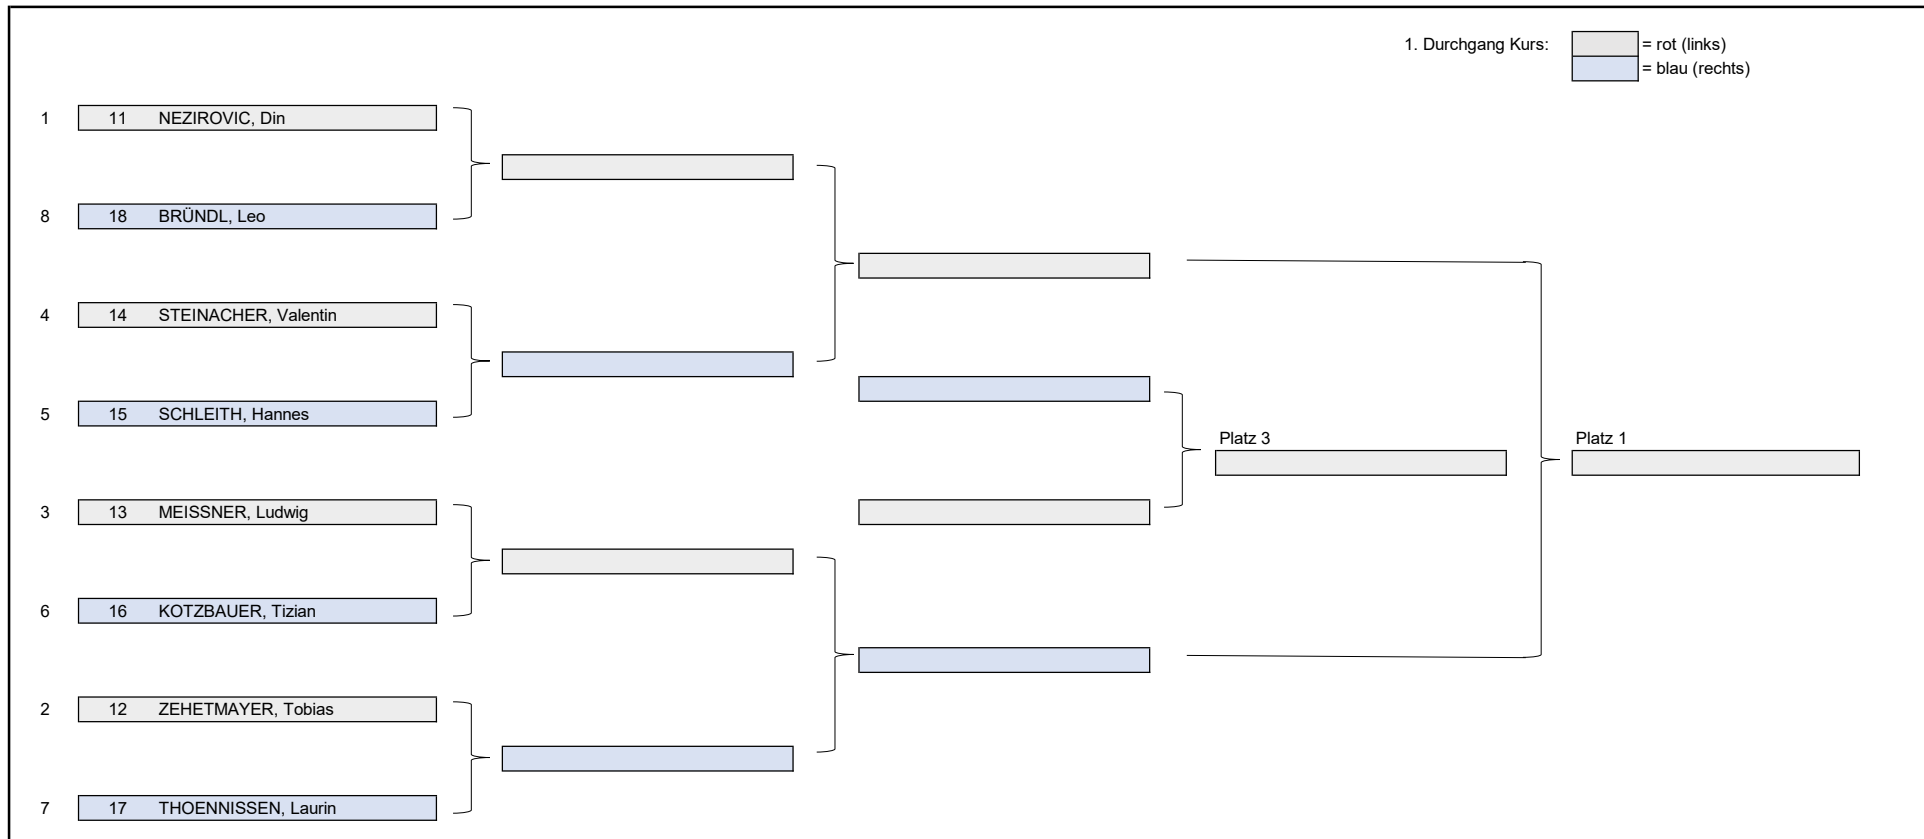 1. Durchgang Kurs: = rot (links)
= blau (rechts)
1 11 NEZIROVIC, Din
8 18 BRÜNDL, Leo
4 14 STEINACHER, Valentin
5 15 SCHLEITH, Hannes
Platz 3 Platz 1
3 13 MEISSNER, Ludwig
6 16 KOTZBAUER, Tizian
2 12 ZEHETMAYER, Tobias
7 17 THOENNISSEN, Laurin